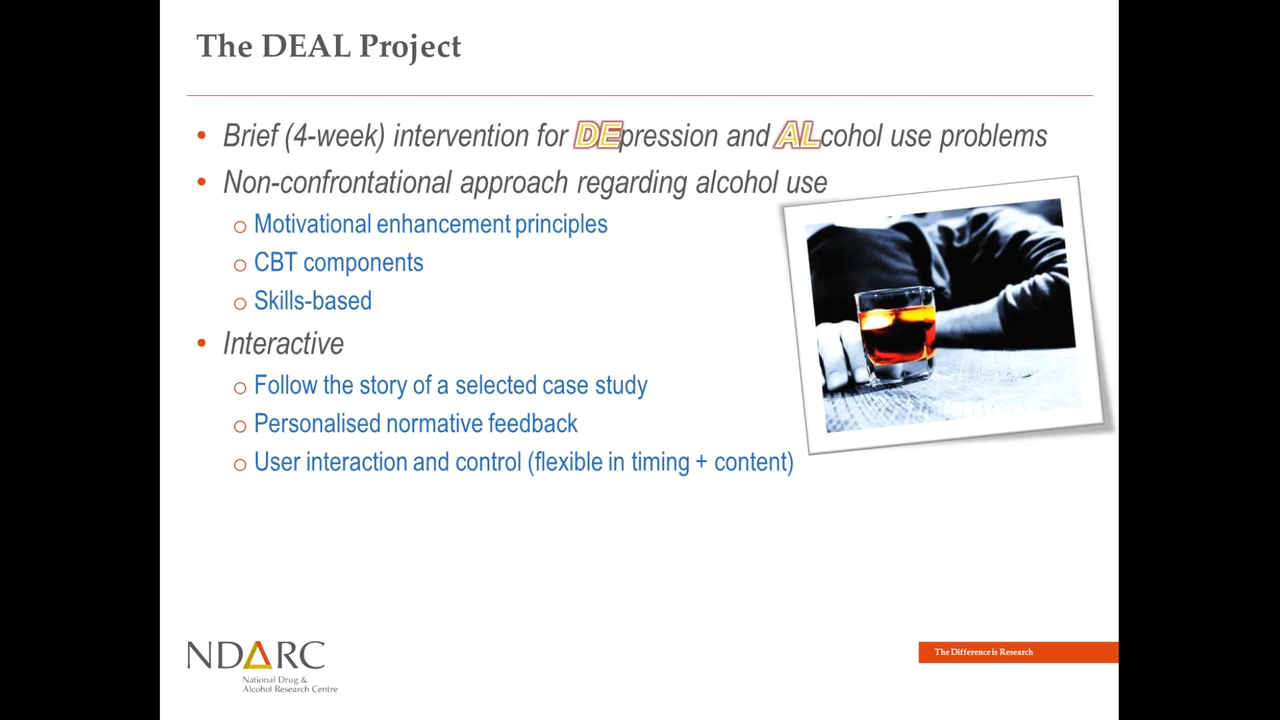 The DEAL Project
• Brief (4-week) intervention for DEpression and ALcohol use problems
• Non-confrontational approach regarding alcohol use
o Motivational enhancement principles
o CBT components
o Skills-based
• Interactive
o Follow the story of a selected case study
o Personalised normative feedback
o User interaction and control (flexible in timing + content)
NDARC
National Drug &
Alcohol Research Centre
The Difference is Research